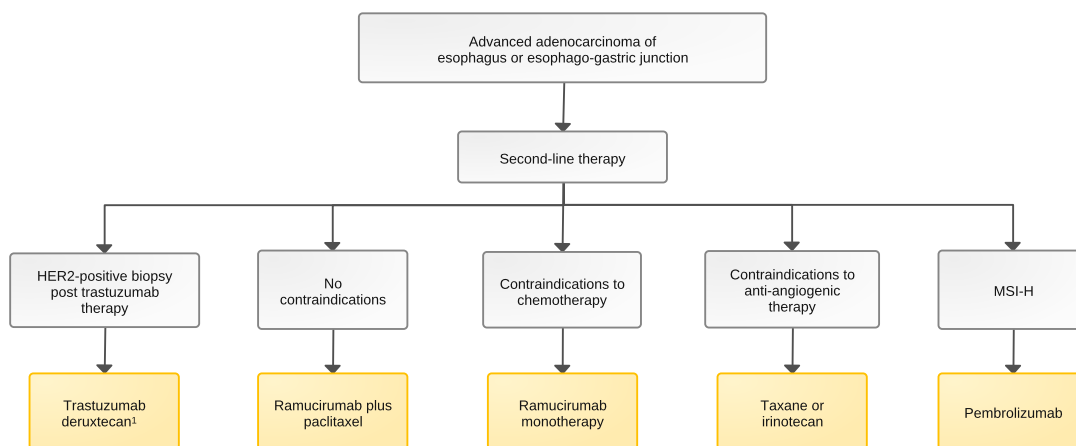 Advanced adenocarcinoma of
esophagus or esophago-gastric junction
Second-line therapy
HER2-positive biopsy
post trastuzumab
therapy
No
contraindications
Contraindications to
chemotherapy
Contraindications to
anti-angiogenic
therapy
MSI-H
Trastuzumab
deruxtecan¹
Ramucirumab plus
paclitaxel
Ramucirumab
monotherapy
Taxane or
irinotecan
Pembrolizumab